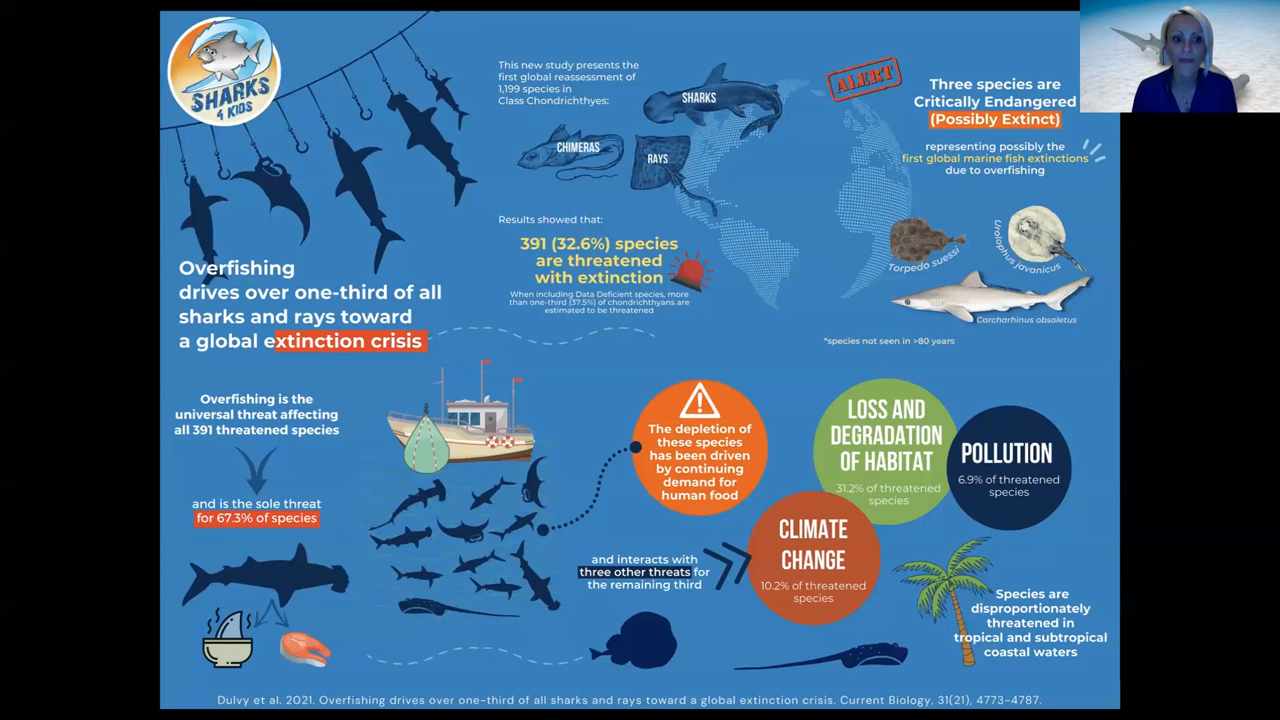 SHARKS
4 KIDS
Overfishing
drives over one-third of all
sharks and rays toward
a global extinction crisis
This new study presents the
first global reassessment of
1,199 species in
Class Chondrichthyes:
SHARKS
CHIMERAS
RAYS
Results showed that:
391 (32.6%) species
are threatened
with extinction
When including Data Deficient species, more
than one-third (37.5%) of chondrichthyans are
estimated to be threatened
ALERT
Three species are
Critically Endangered
(Possibly Extinct)
representing possibly the
first global marine fish extinctions
due to overfishing
Torpedo suessi
Urolophus javanicus
Carcharhinus obsoletus
*species not seen in >80 years
Overfishing is the
universal threat affecting
all 391 threatened species
and is the sole threat
for 67.3% of species
The depletion of
these species
has been driven
by continuing
demand for
human food
and interacts with
three other threats for
the remaining third
LOSS AND
DEGRADATION
OF HABITAT
31.2% of threatened
species
POLLUTION
6.9% of threatened
species
CLIMATE
CHANGE
10.2% of threatened
species
Species are
disproportionately
threatened in
tropical and subtropical
coastal waters
Dulvy et al. 2021. Overfishing drives over one-third of all sharks and rays toward a global extinction crisis. Current Biology, 31(21), 4773-4787.